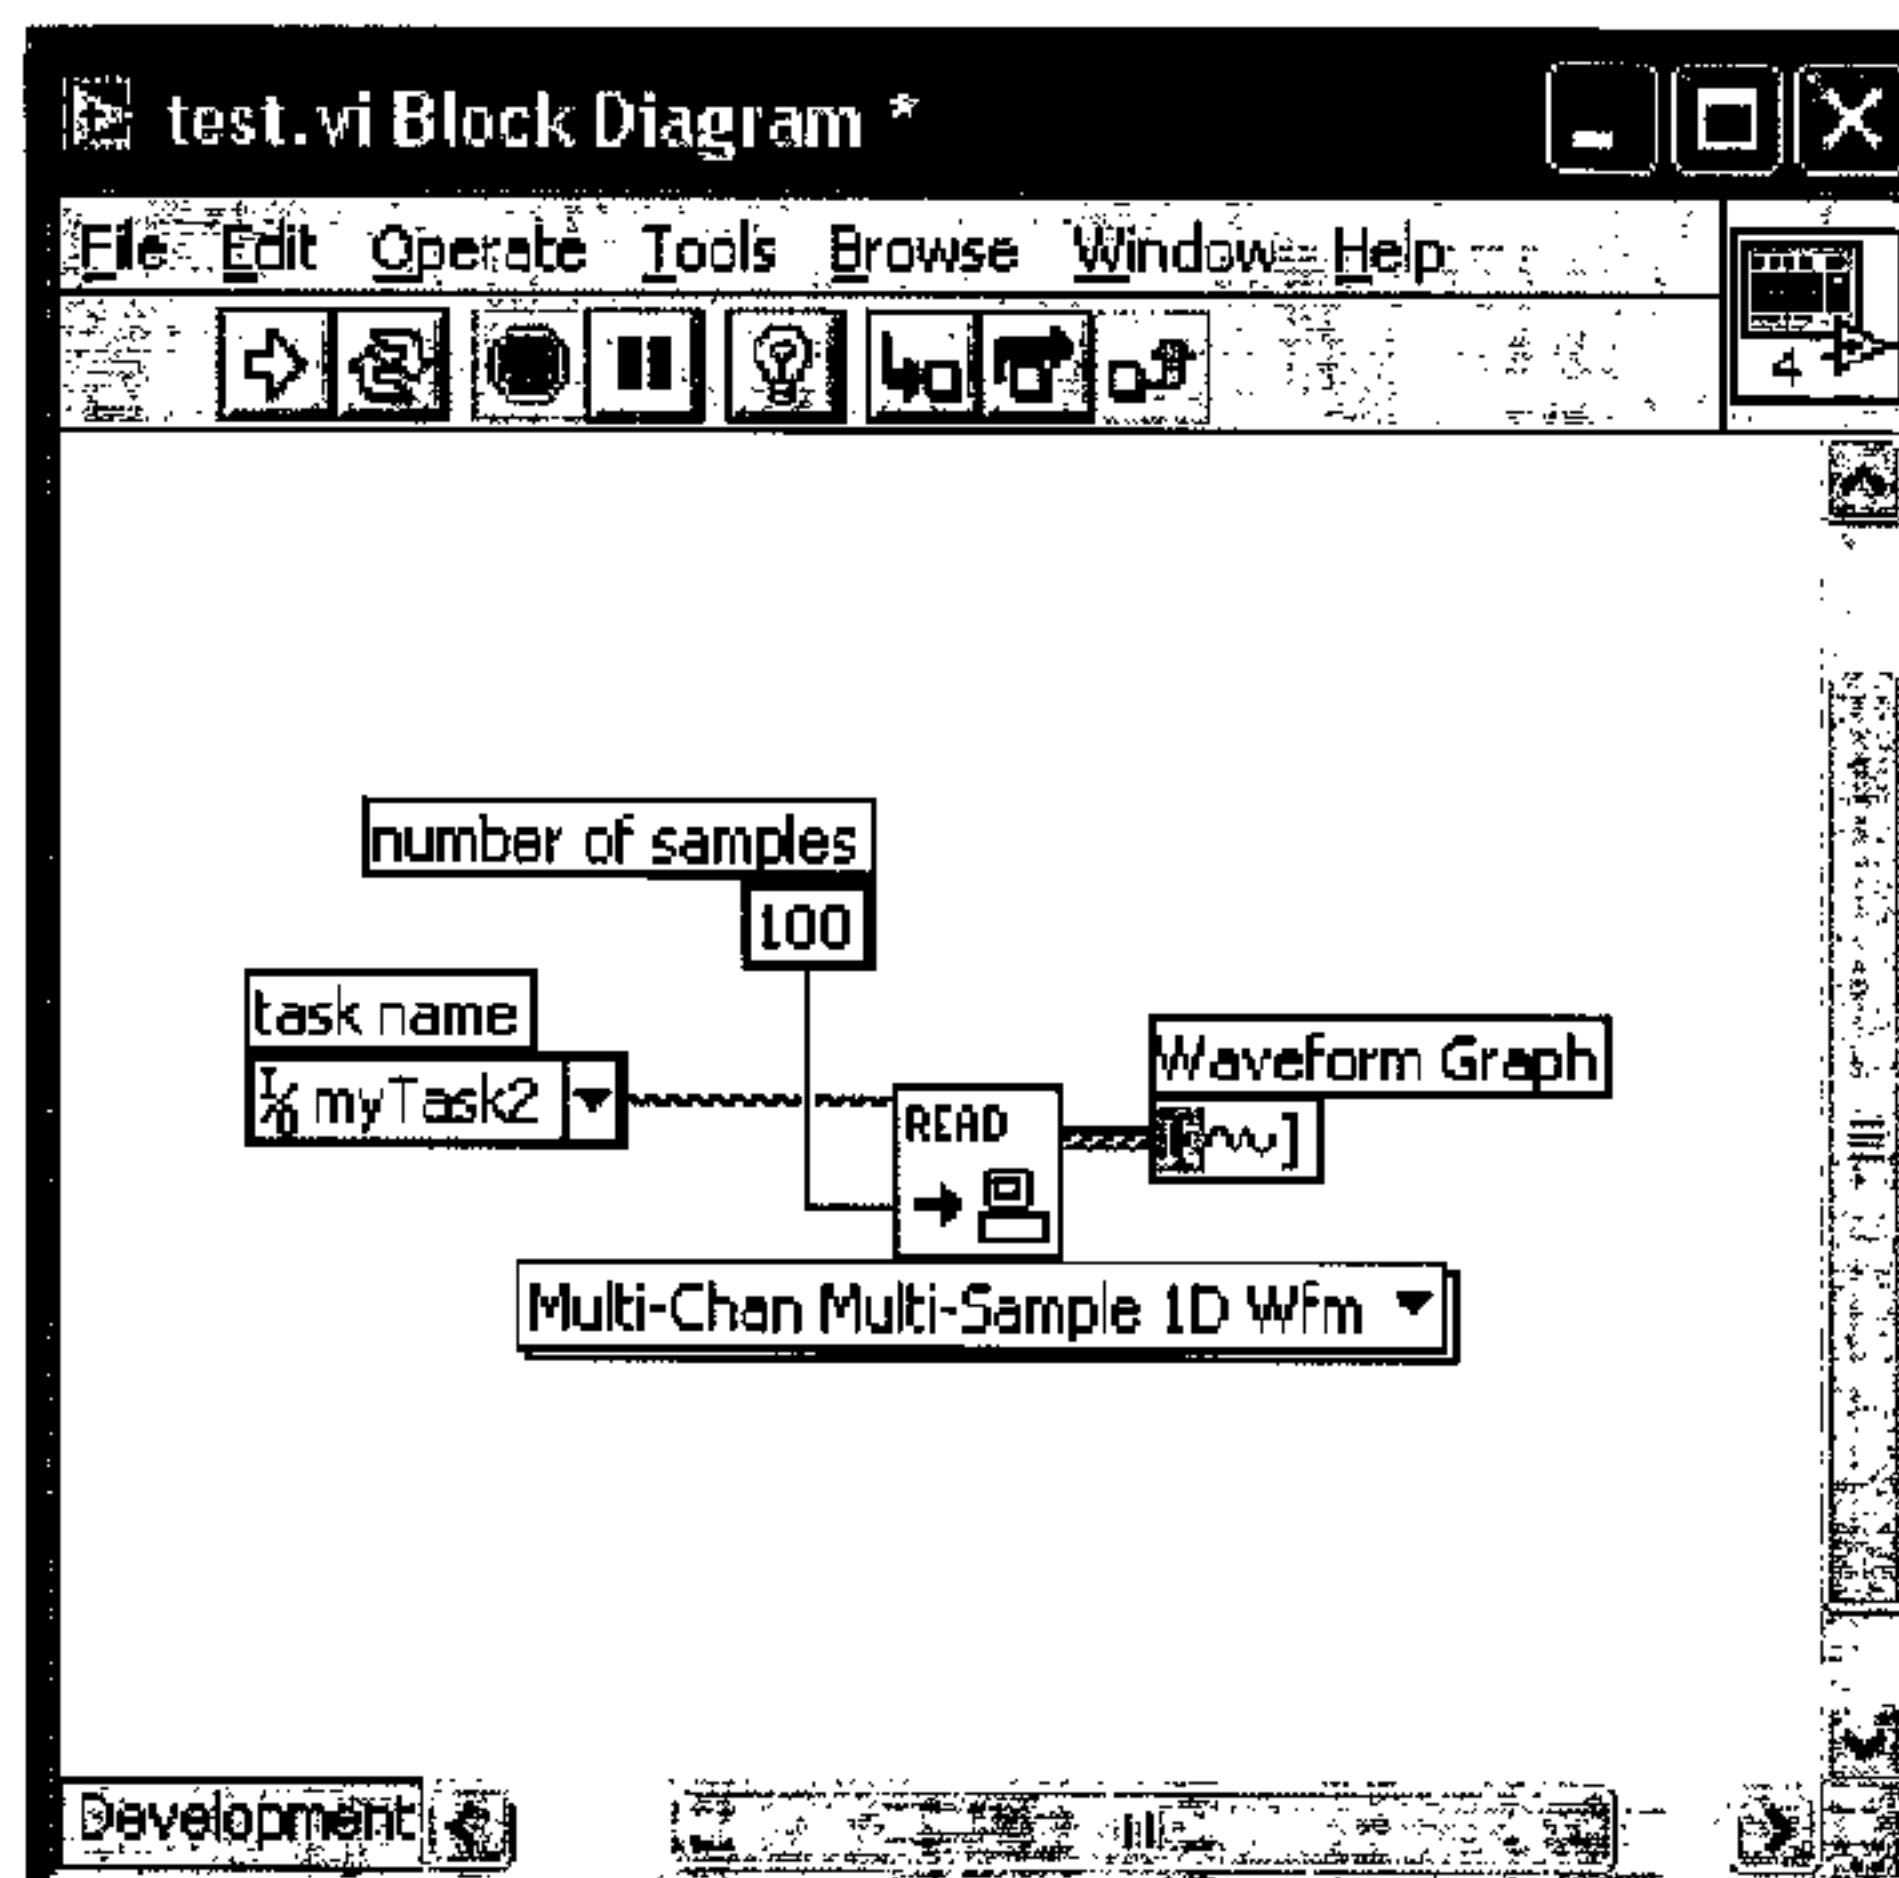 test.vi Block Diagram *
File Edit Operate Tools Browse Window Help
4
number of samples
100
task name
I/O myTask2
Waveform Graph
READ
Multi-Chan Multi-Sample 1D Wfm
Development